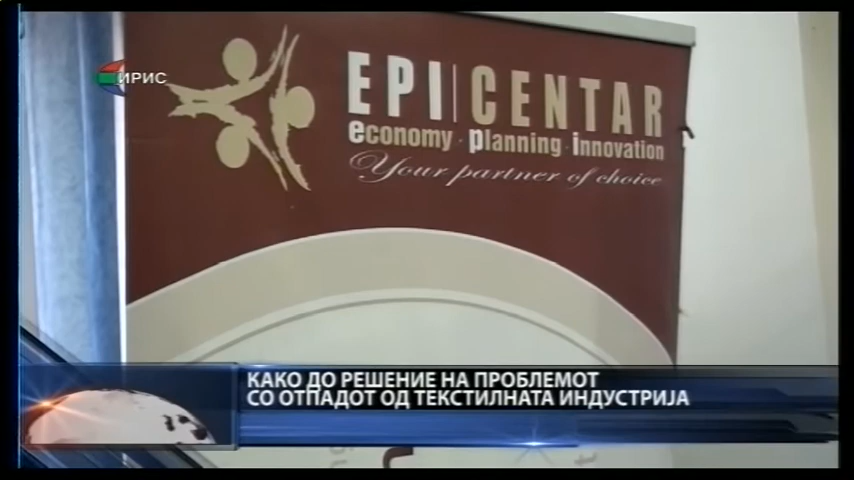 ИРИС
EPI|CENTAR
economy · planning · innovation
Your partner of choice
КАКО ДО РЕШЕНИЕ НА ПРОБЛЕМОТ
СО ОТПАДОТ ОД ТЕКСТИЛНАТА ИНДУСТРИЈА